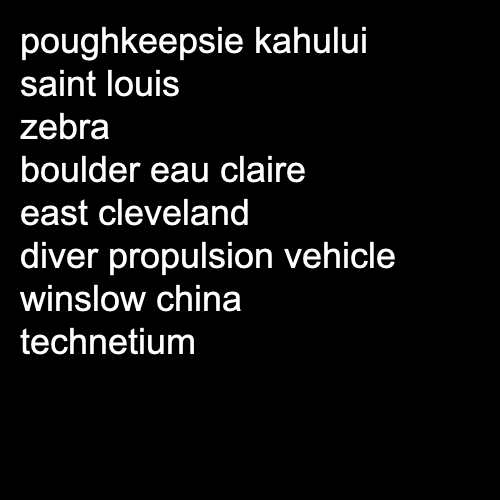 poughkeepsie kahului
saint louis
zebra
boulder eau claire
east cleveland
diver propulsion vehicle
winslow china
technetium